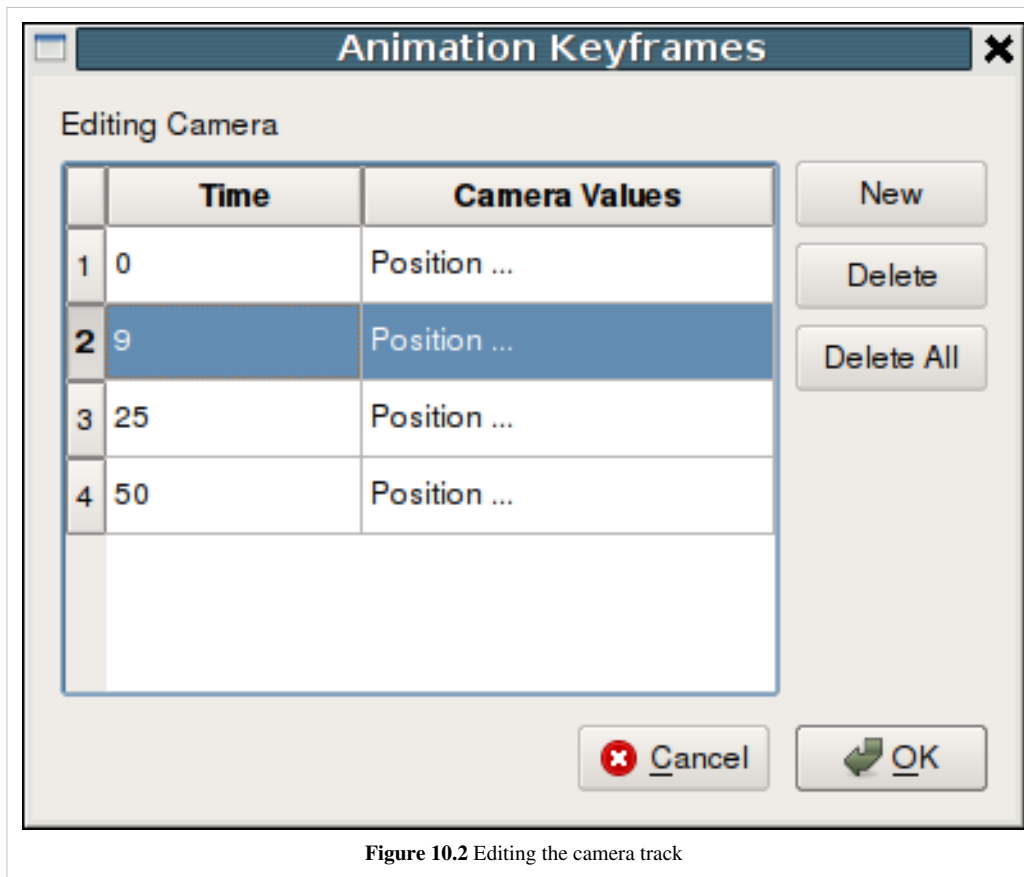 Animation Keyframes
Editing Camera
Time Camera Values New
1 0 Position ...
Delete
2 9 Position ...
Delete All
3 25 Position ...
4 50 Position ...
Cancel OK
Figure 10.2 Editing the camera track